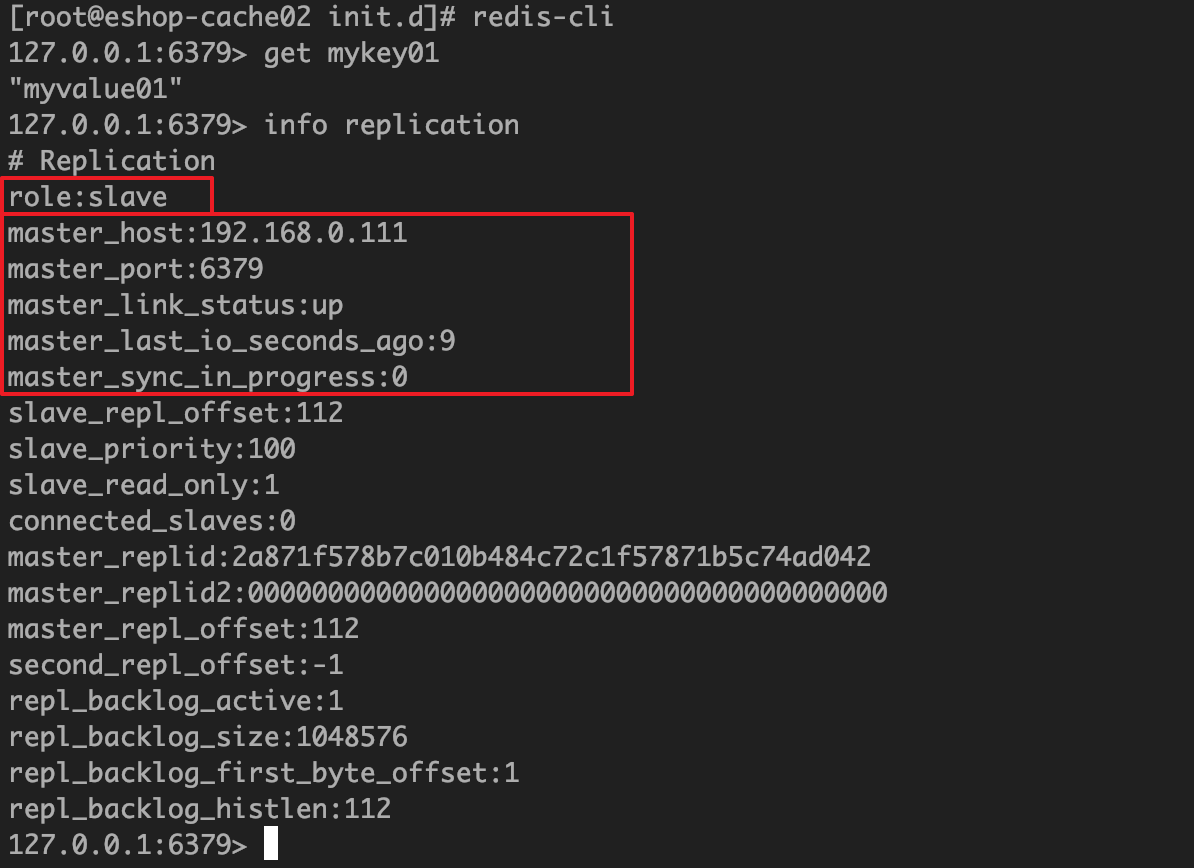 [root@eshop-cache02 init.d]# redis-cli
127.0.0.1:6379> get mykey01
"myvalue01"
127.0.0.1:6379> info replication
# Replication
role:slave
master_host:192.168.0.111
master_port:6379
master_link_status:up
master_last_io_seconds_ago:9
master_sync_in_progress:0
slave_repl_offset:112
slave_priority:100
slave_read_only:1
connected_slaves:0
master_replid:2a871f578b7c010b484c72c1f57871b5c74ad042
master_replid2:0000000000000000000000000000000000000000
master_repl_offset:112
second_repl_offset:-1
repl_backlog_active:1
repl_backlog_size:1048576
repl_backlog_first_byte_offset:1
repl_backlog_histlen:112
127.0.0.1:6379>